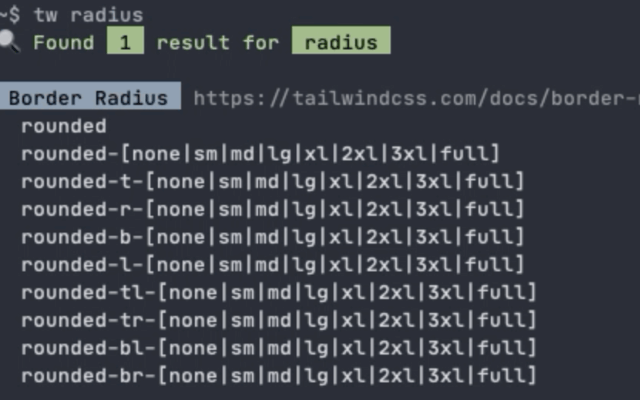 ~$ tw radius
🔍 Found 1 result for radius
Border Radius https://tailwindcss.com/docs/border-
rounded
rounded-[none|sm|md|lg|xl|2xl|3xl|full]
rounded-t-[none|sm|md|lg|xl|2xl|3xl|full]
rounded-r-[none|sm|md|lg|xl|2xl|3xl|full]
rounded-b-[none|sm|md|lg|xl|2xl|3xl|full]
rounded-l-[none|sm|md|lg|xl|2xl|3xl|full]
rounded-tl-[none|sm|md|lg|xl|2xl|3xl|full]
rounded-tr-[none|sm|md|lg|xl|2xl|3xl|full]
rounded-bl-[none|sm|md|lg|xl|2xl|3xl|full]
rounded-br-[none|sm|md|lg|xl|2xl|3xl|full]